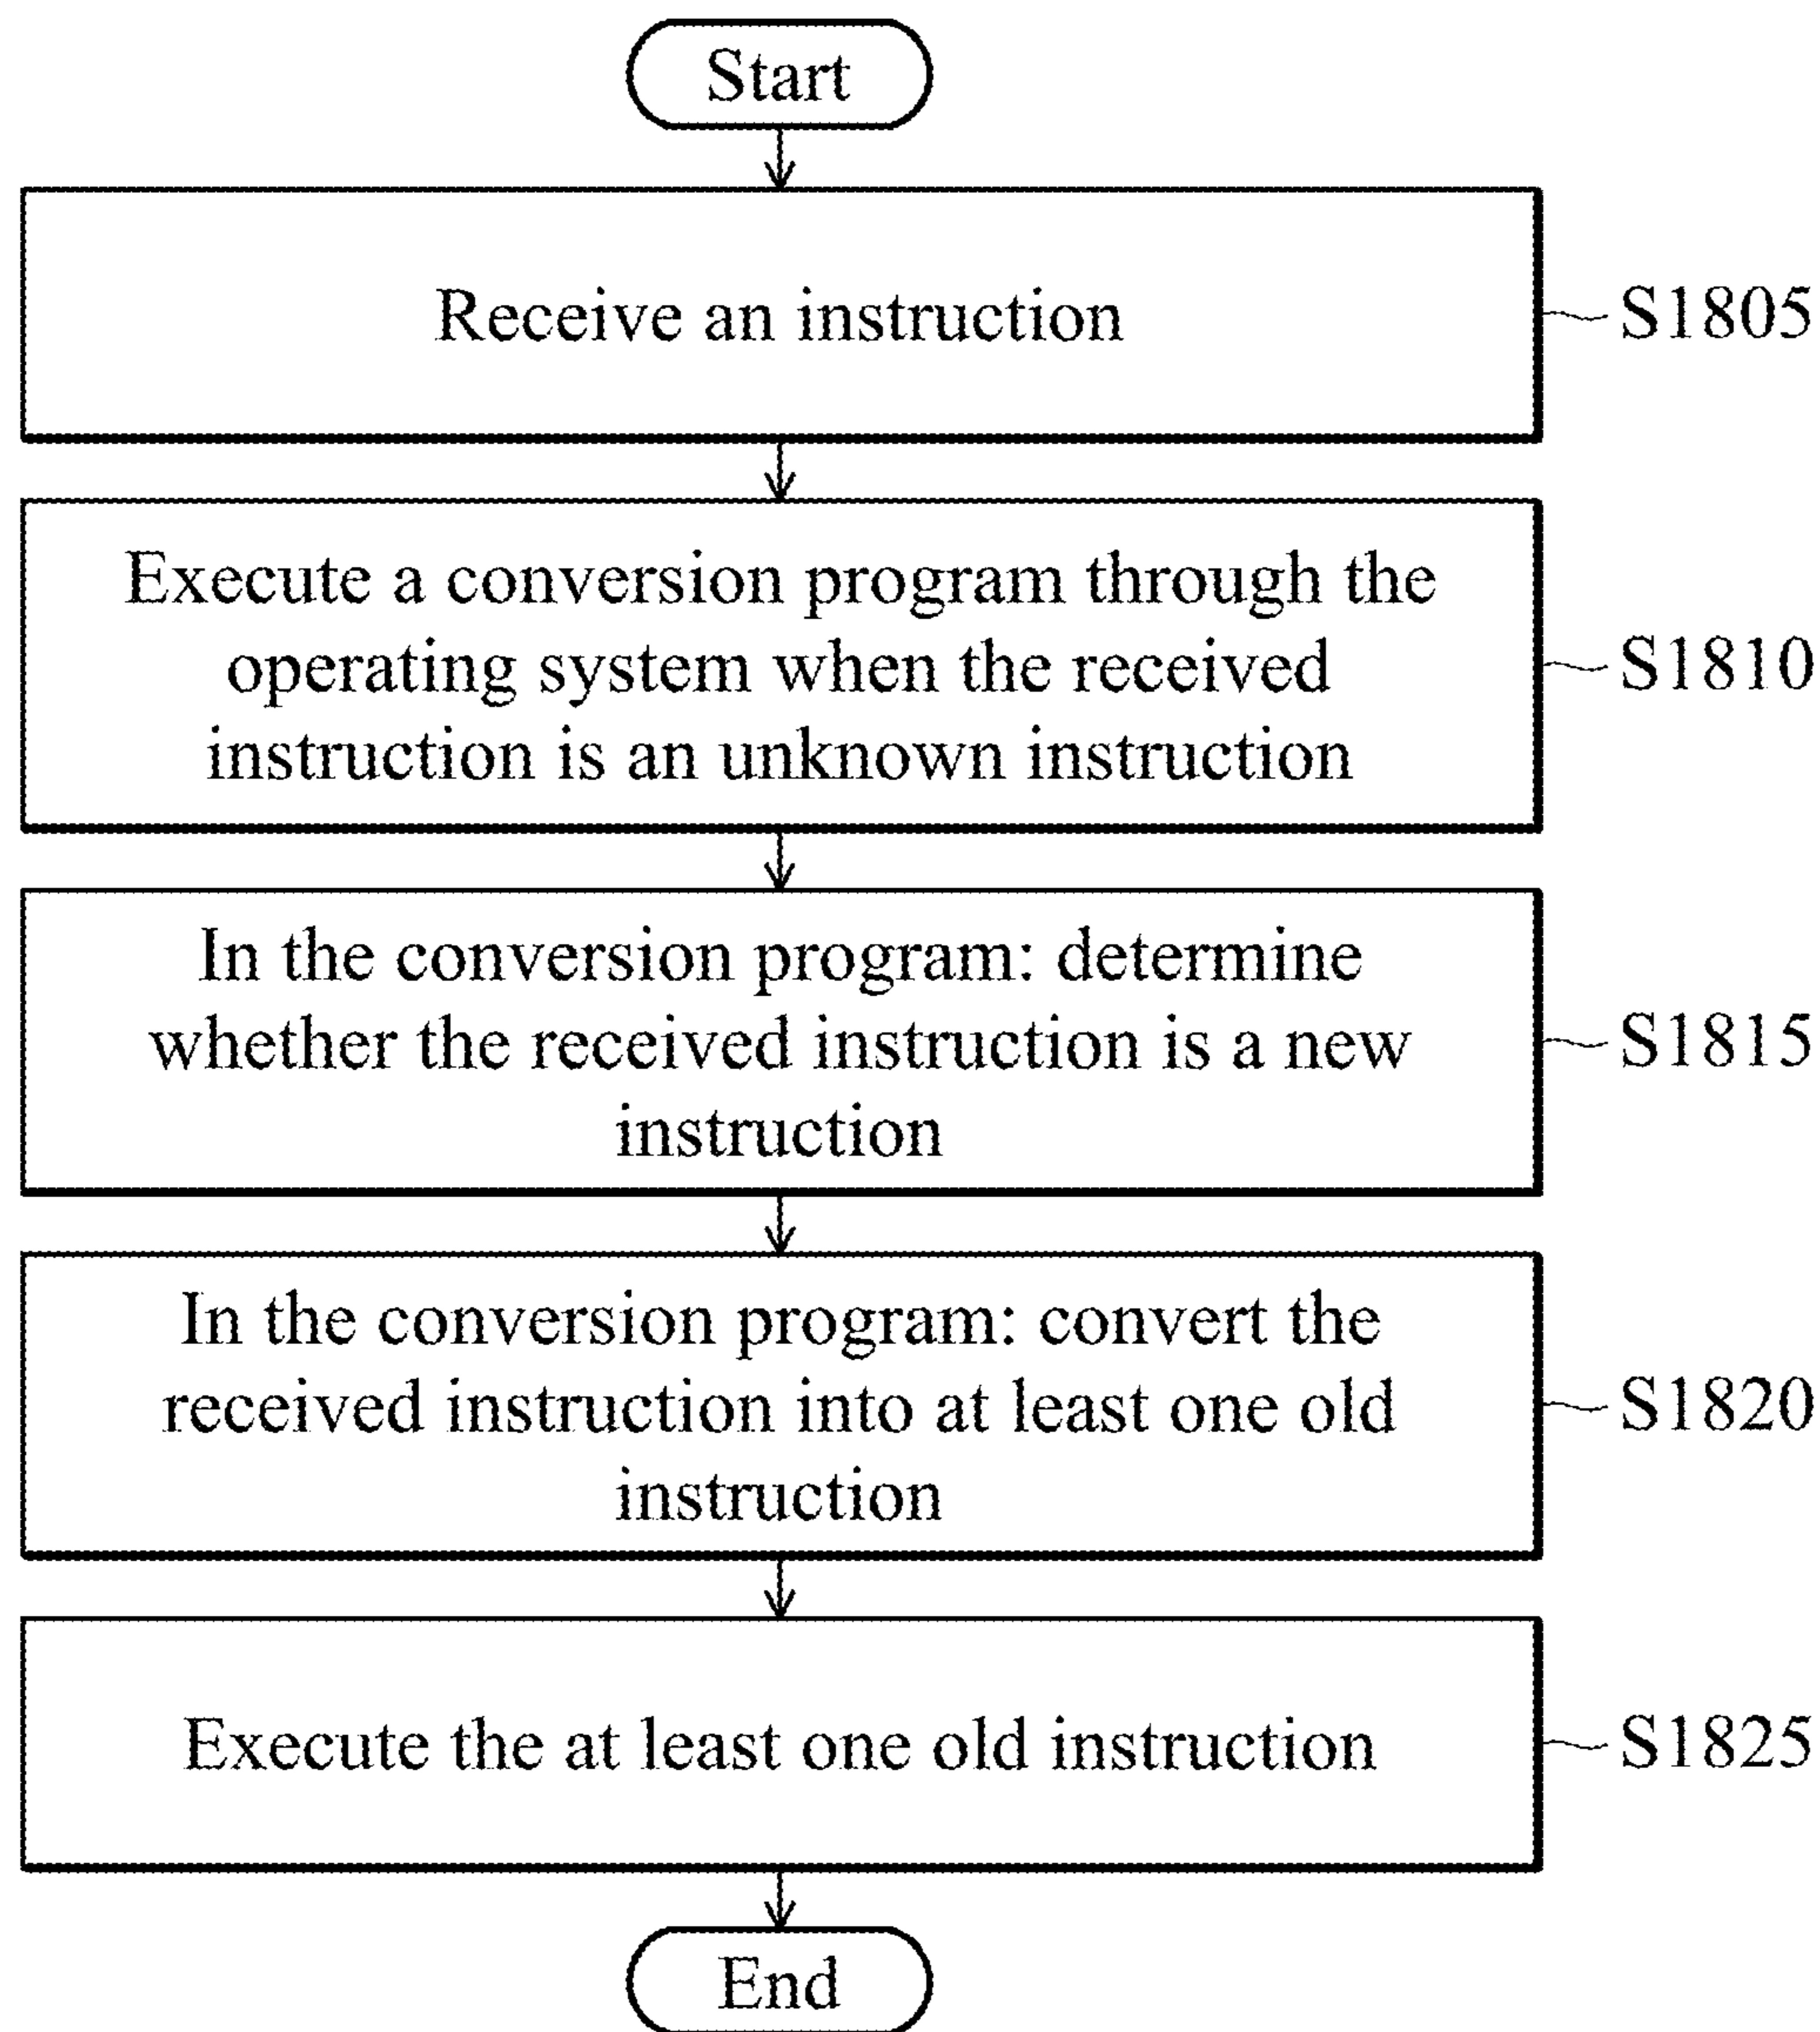 Start
Receive an instruction
S1805
Execute a conversion program through the
operating system when the received
instruction is an unknown instruction
S1810
In the conversion program: determine
whether the received instruction is a new
instruction
S1815
In the conversion program: convert the
received instruction into at least one old
instruction
S1820
Execute the at least one old instruction
S1825
End